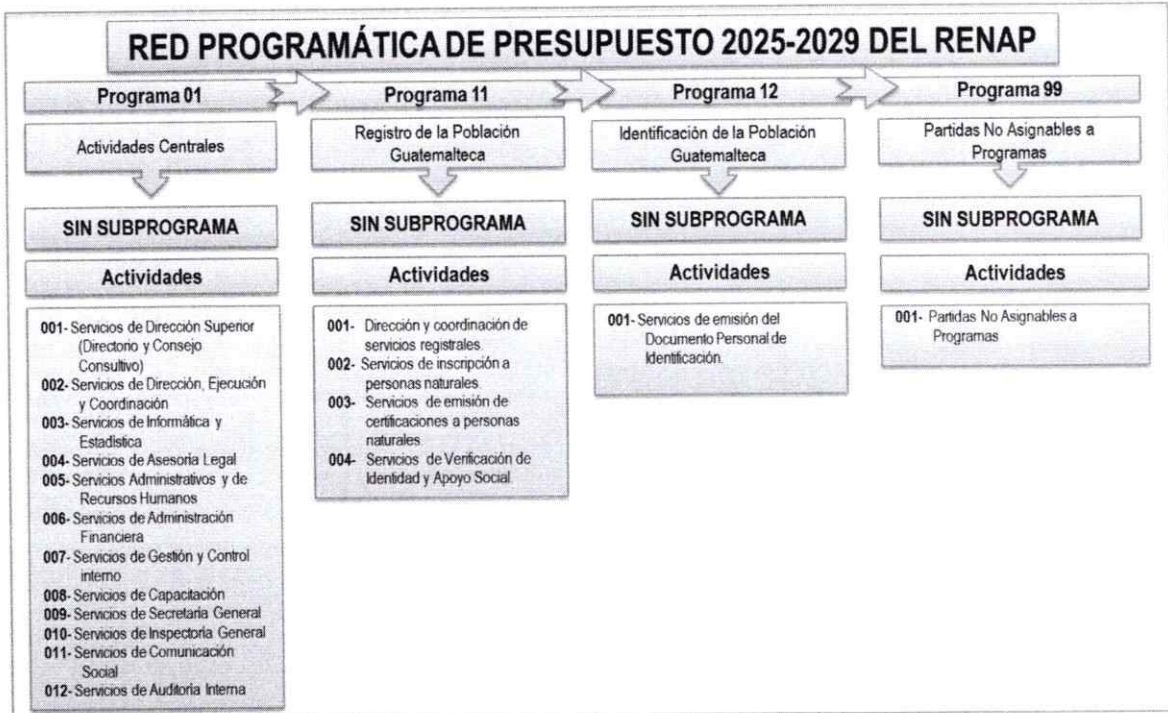 RED PROGRAMÁTICA DE PRESUPUESTO 2025-2029 DEL RENAP
Programa 01
Actividades Centrales
SIN SUBPROGRAMA
Actividades
001- Servicios de Dirección Superior
(Directorio y Consejo
Consultivo)
002- Servicios de Dirección, Ejecución
y Coordinación
003- Servicios de Informática y
Estadística
004- Servicios de Asesoría Legal
005- Servicios Administrativos y de
Recursos Humanos
006- Servicios de Administración
Financiera
007- Servicios de Gestión y Control
interno
008- Servicios de Capacitación
009- Servicios de Secretaría General
010- Servicios de Inspectoría General
011- Servicios de Comunicación
Social
012- Servicios de Auditoría Interna
Programa 11
Registro de la Población
Guatemalteca
SIN SUBPROGRAMA
Actividades
001- Dirección y coordinación de
servicios registrales.
002- Servicios de inscripción a
personas naturales.
003- Servicios de emisión de
certificaciones a personas
naturales.
004- Servicios de Verificación de
Identidad y Apoyo Social.
Programa 12
Identificación de la Población
Guatemalteca
SIN SUBPROGRAMA
Actividades
001- Servicios de emisión del
Documento Personal de
Identificación.
Programa 99
Partidas No Asignables a
Programas
SIN SUBPROGRAMA
Actividades
001- Partidas No Asignables a
Programas